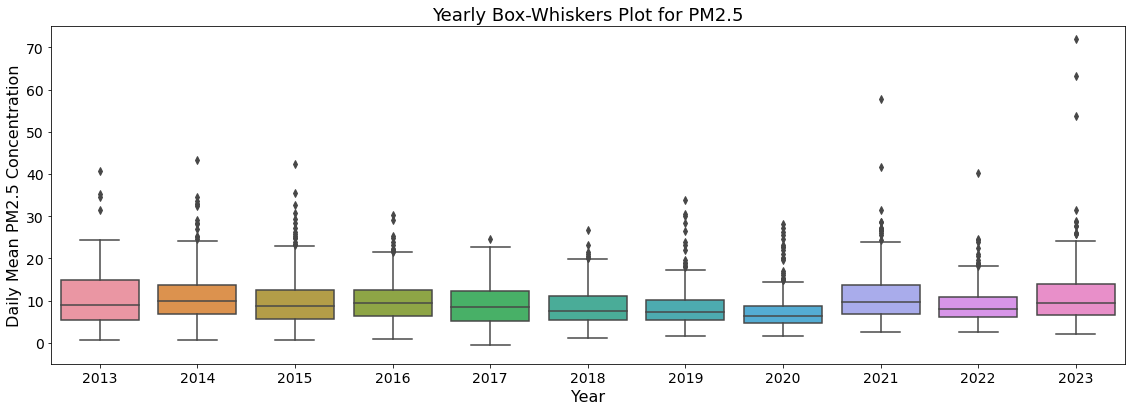 Yearly Box-Whiskers Plot for PM2.5
Daily Mean PM2.5 Concentration
70
60
50
40
30
20
10
0
2013 2014 2015 2016 2017 2018 2019 2020 2021 2022 2023
Year